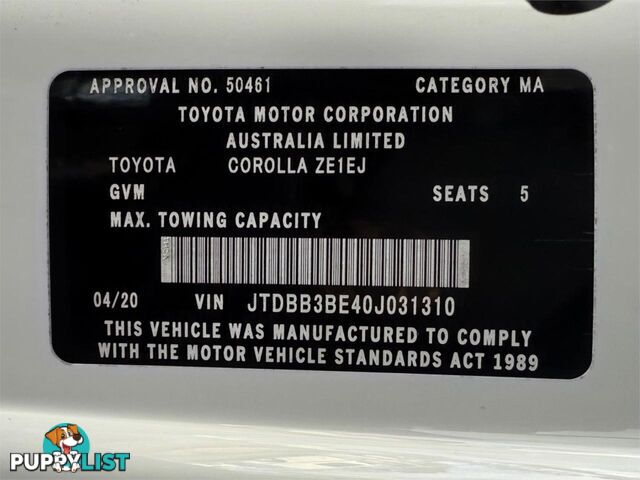 APPROVAL NO. 50461 CATEGORY MA
TOYOTA MOTOR CORPORATION
AUSTRALIA LIMITED
TOYOTA COROLLA ZE1EJ
GVM SEATS 5
MAX. TOWING CAPACITY
04/20 VIN JTDBB3BE40J031310
THIS VEHICLE WAS MANUFACTURED TO COMPLY
WITH THE MOTOR VEHICLE STANDARDS ACT 1989
PUPPYLIST